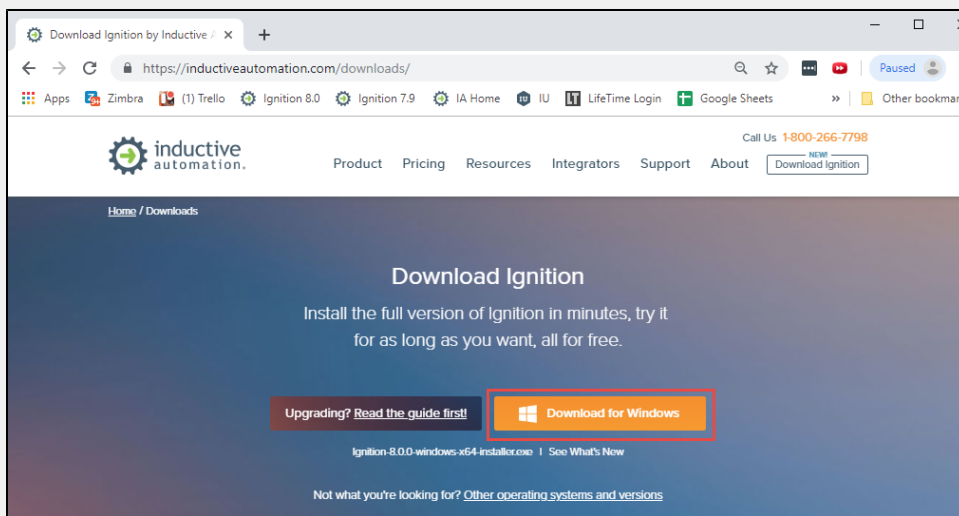 Download Ignition by Inductive A
https://inductiveautomation.com/downloads/
Paused
Apps Zimbra (1) Trello Ignition 8.0 Ignition 7.9 IA Home IU LifeTime Login Google Sheets » Other bookmar
Call Us 1-800-266-7798
inductive
automation.
Product Pricing Resources Integrators Support About
NEW!
Download Ignition
Home / Downloads
Download Ignition
Install the full version of Ignition in minutes, try it
for as long as you want, all for free.
Upgrading? Read the guide first!
Download for Windows
Ignition-8.0.0-windows-x64-installer.exe | See What's New
Not what you're looking for? Other operating systems and versions